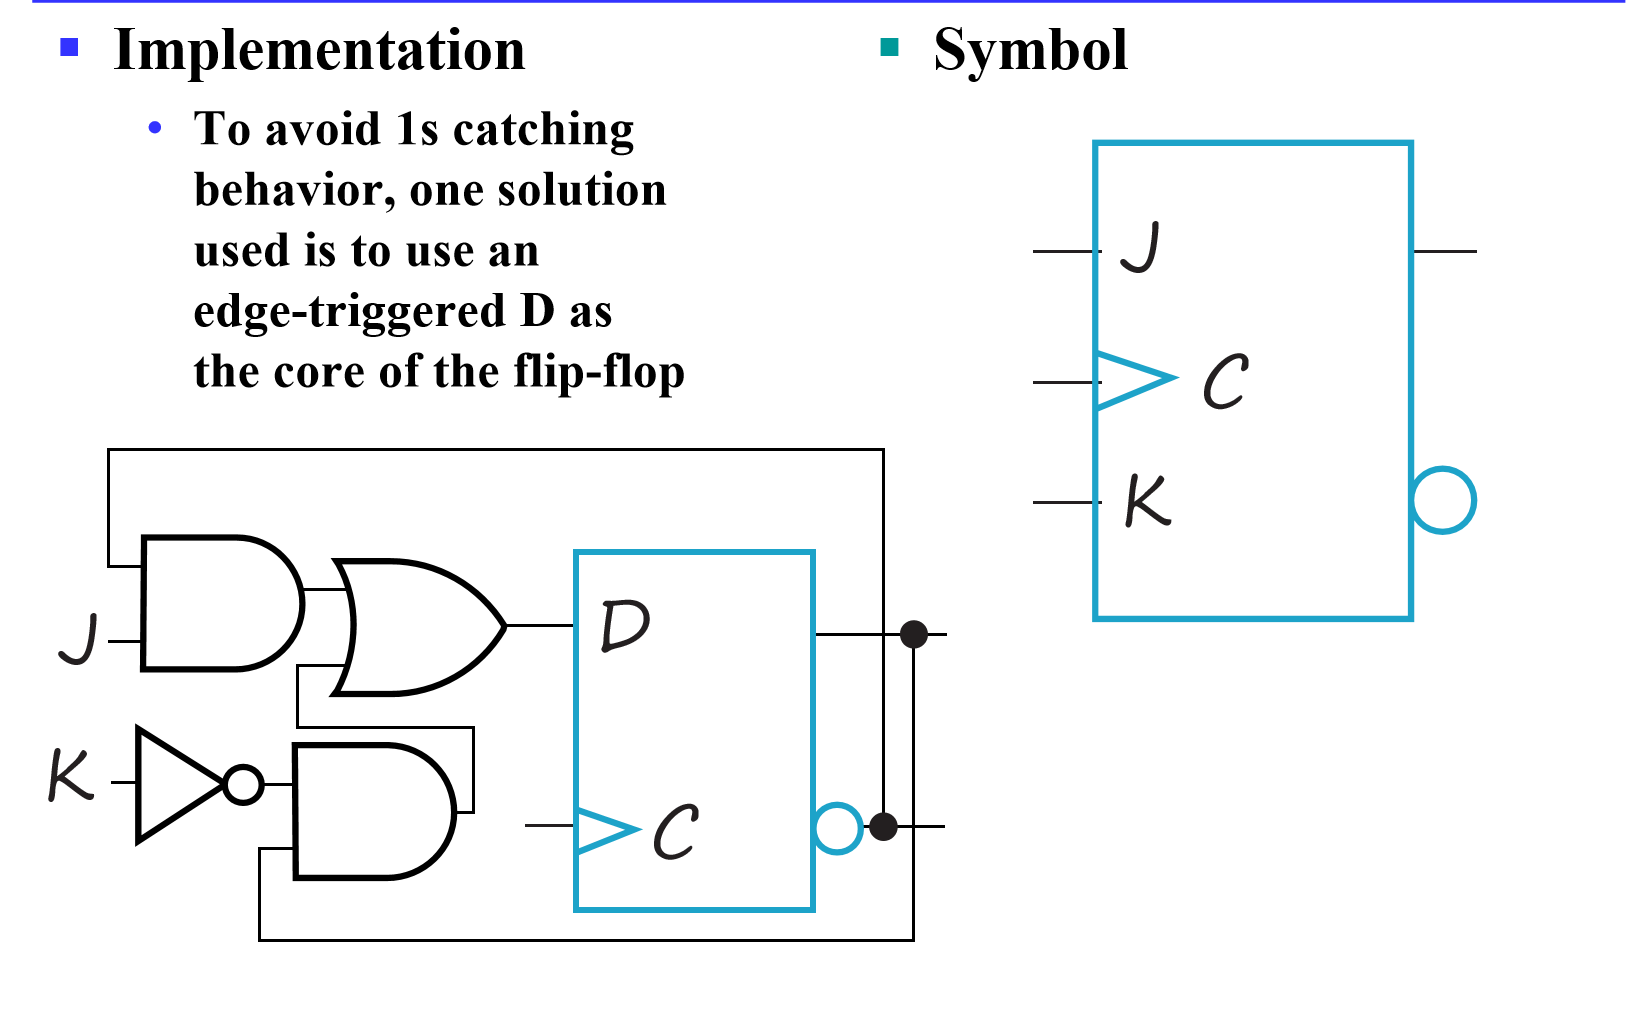 Implementation
To avoid 1s catching
behavior, one solution
used is to use an
edge-triggered D as
the core of the flip-flop
Symbol
J
C
K
D
J
K
C